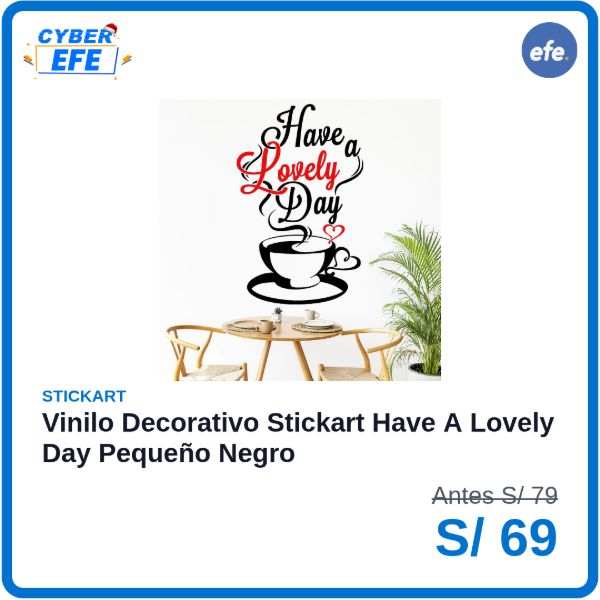 CYBER
EFE
efe.
Have
a
Lovely
Day
STICKART
Vinilo Decorativo Stickart Have A Lovely
Day Pequeño Negro
Antes S/ 79
S/ 69